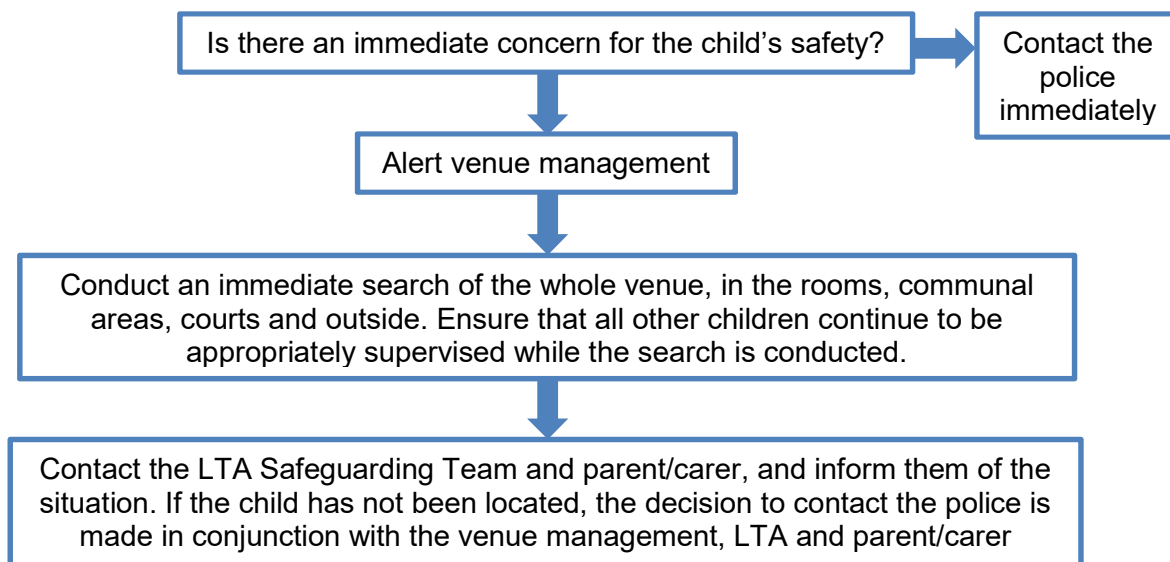 Is there an immediate concern for the child’s safety?
Contact the
police
immediately
Alert venue management
Conduct an immediate search of the whole venue, in the rooms, communal
areas, courts and outside. Ensure that all other children continue to be
appropriately supervised while the search is conducted.
Contact the LTA Safeguarding Team and parent/carer, and inform them of the
situation. If the child has not been located, the decision to contact the police is
made in conjunction with the venue management, LTA and parent/carer